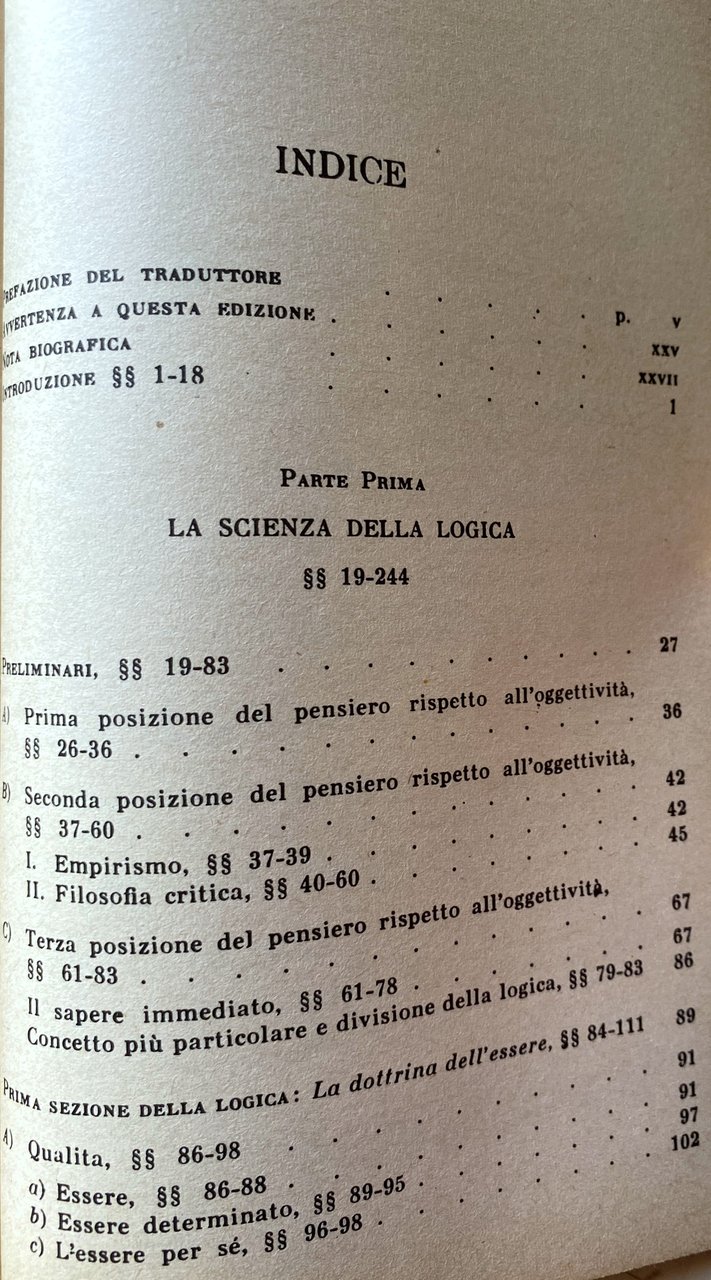 INDICE
PREFAZIONE DEL TRADUTTORE . . . . . p. V
AVVERTENZA A QUESTA EDIZIONE . . . . . XXV
NOTA BIOGRAFICA . . . . . XXVII
INTRODUZIONE §§ 1-18 . . . . . 1
PARTE PRIMA
LA SCIENZA DELLA LOGICA
§§ 19-244
PRELIMINARI, §§ 19-83 . . . . . . . . . 27
A) Prima posizione del pensiero rispetto all'oggettività,
§§ 26-36 . . . . . . . . . . . 36
B) Seconda posizione del pensiero rispetto all'oggettività,
§§ 37-60 . . . . . . . . . . . 42
I. Empirismo, §§ 37-39 . . . . . . . 42
II. Filosofia critica, §§ 40-60 . . . . . . 45
C) Terza posizione del pensiero rispetto all'oggettività,
§§ 61-83 . . . . . . . . . . . 67
Il sapere immediato, §§ 61-78 . . . . . 67
Concetto più particolare e divisione della logica, §§ 79-83 86
PRIMA SEZIONE DELLA LOGICA: La dottrina dell'essere, §§ 84-111 89
A) Qualita, §§ 86-98 . . . . . . . . 91
a) Essere, §§ 86-88 . . . . . . . . 91
b) Essere determinato, §§ 89-95 . . . . . 97
c) L'essere per sé, §§ 96-98 . . . . . . 102